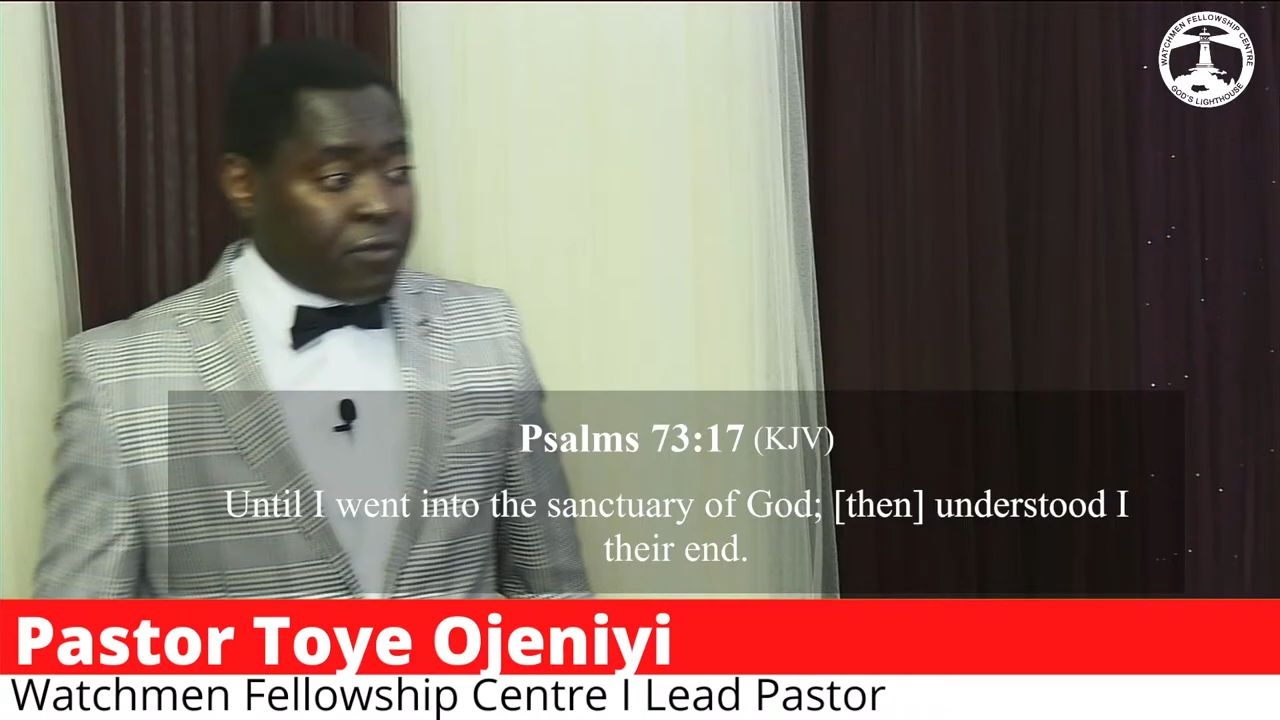 WATCHMEN FELLOWSHIP CENTRE
GOD'S LIGHTHOUSE
Psalms 73:17 (KJV)
Until I went into the sanctuary of God; [then] understood I
their end.
Pastor Toye Ojeniyi
Watchmen Fellowship Centre I Lead Pastor